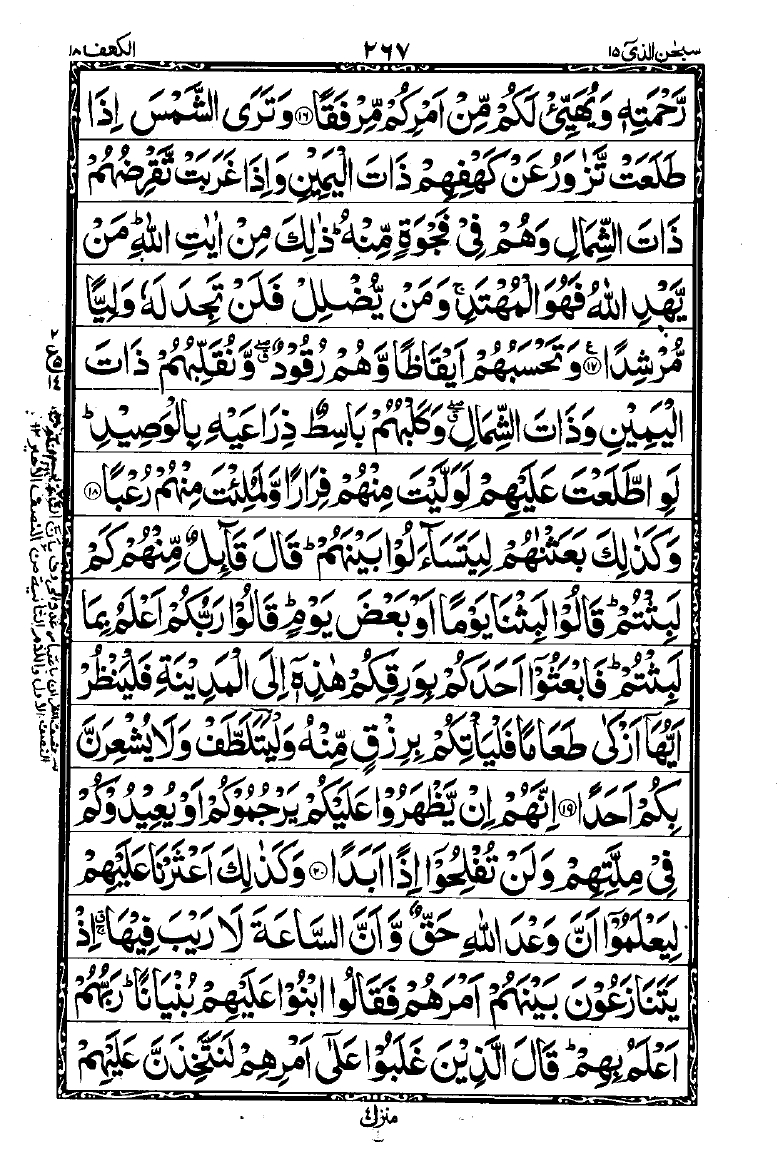 سبحٰن الذیٓ ١٥
٢٦٧
الكهف ١٨
رَّحْمَتِهٖ وَيُهَيِّئْ لَكُمْ مِّنْ اَمْرِكُمْ مِّرْفَقًا ۝١٦ وَتَرَى الشَّمْسَ اِذَا
طَلَعَتْ تَّزٰوَرُ عَنْ كَهْفِهِمْ ذَاتَ الْيَمِيْنِ وَاِذَا غَرَبَتْ تَّقْرِضُهُمْ
ذَاتَ الشِّمَالِ وَهُمْ فِيْ فَجْوَةٍ مِّنْهُ ؕ ذٰلِكَ مِنْ اٰيٰتِ اللّٰهِ ؕ مَنْ
يَّهْدِ اللّٰهُ فَهُوَ الْمُهْتَدِ ۚ وَمَنْ يُّضْلِلْ فَلَنْ تَجِدَ لَهٗ وَلِيًّا
مُّرْشِدًا ۝١٧ ع وَتَحْسَبُهُمْ اَيْقَاظًا وَّهُمْ رُقُوْدٌ ۖ وَّنُقَلِّبُهُمْ ذَاتَ
الْيَمِيْنِ وَذَاتَ الشِّمَالِ ۖ وَكَلْبُهُمْ بَاسِطٌ ذِرَاعَيْهِ بِالْوَصِيْدِ ؕ
لَوِ اطَّلَعْتَ عَلَيْهِمْ لَوَلَّيْتَ مِنْهُمْ فِرَارًا وَّلَمُلِئْتَ مِنْهُمْ رُعْبًا ۝١٨
وَكَذٰلِكَ بَعَثْنٰهُمْ لِيَتَسَآءَلُوْا بَيْنَهُمْ ؕ قَالَ قَآئِلٌ مِّنْهُمْ كَمْ
لَبِثْتُمْ ؕ قَالُوْا لَبِثْنَا يَوْمًا اَوْ بَعْضَ يَوْمٍ ؕ قَالُوْا رَبُّكُمْ اَعْلَمُ بِمَا
لَبِثْتُمْ ؕ فَابْعَثُوْٓا اَحَدَكُمْ بِوَرِقِكُمْ هٰذِهٖٓ اِلَى الْمَدِيْنَةِ فَلْيَنْظُرْ
اَيُّهَآ اَزْكٰى طَعَامًا فَلْيَاْتِكُمْ بِرِزْقٍ مِّنْهُ وَلْيَتَلَطَّفْ وَلَا يُشْعِرَنَّ
بِكُمْ اَحَدًا ۝١٩ اِنَّهُمْ اِنْ يَّظْهَرُوْا عَلَيْكُمْ يَرْجُمُوْكُمْ اَوْ يُعِيْدُوْكُمْ
فِيْ مِلَّتِهِمْ وَلَنْ تُفْلِحُوْٓا اِذًا اَبَدًا ۝٢٠ وَكَذٰلِكَ اَعْثَرْنَا عَلَيْهِمْ
لِيَعْلَمُوْٓا اَنَّ وَعْدَ اللّٰهِ حَقٌّ وَّاَنَّ السَّاعَةَ لَا رَيْبَ فِيْهَا ۚ اِذْ
يَتَنَازَعُوْنَ بَيْنَهُمْ اَمْرَهُمْ فَقَالُوا ابْنُوْا عَلَيْهِمْ بُنْيَانًا ؕ رَبُّهُمْ
اَعْلَمُ بِهِمْ ؕ قَالَ الَّذِيْنَ غَلَبُوْا عَلٰٓى اَمْرِهِمْ لَنَتَّخِذَنَّ عَلَيْهِمْ
منزل ٤